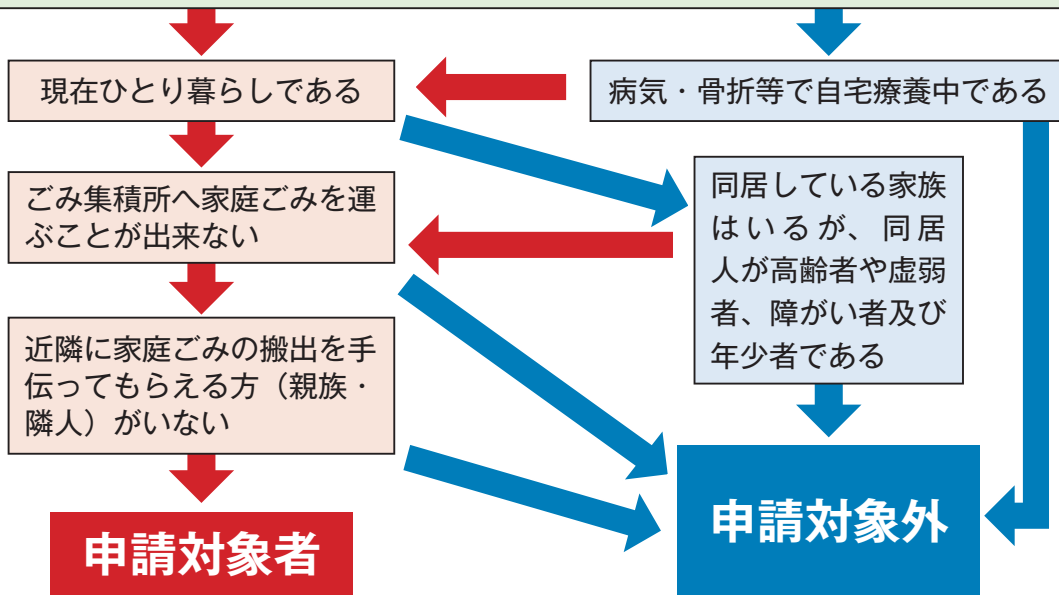 現在ひとり暮らしである
病気・骨折等で自宅療養中である
ごみ集積所へ家庭ごみを運
ぶことが出来ない
同居している家族
はいるが、同居
人が高齢者や虚弱
者、障がい者及び
年少者である
近隣に家庭ごみの搬出を手
伝ってもらえる方（親族・
隣人）がいない
申請対象者
申請対象外